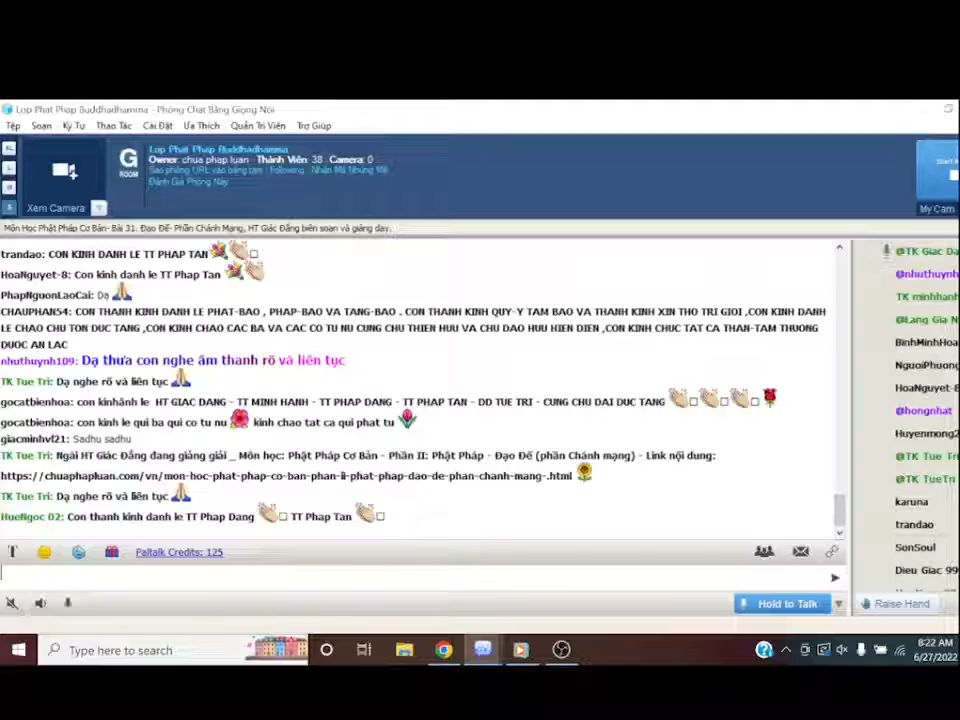 Lop Phat Phap Buddhadhamma - Phòng Chat Bằng Giọng Nói
Tệp Soạn Ký Tự Thao Tác Cài Đặt Ưa Thích Quản Trị Viên Trợ Giúp
Lop Phat Phap Buddhadhamma
G ROOM
Owner: chua phap luan - Thành Viên: 38 - Camera: 0
Sao phỏng URL vào bảng tạm | Following
Đánh Giá Phòng Này
Xem Camera
My Cam
Môn Học Phật Pháp Cơ Bản- Bài 31. Đạo Đế- Phần Chánh Mạng, HT Giác Đẳng biên soạn và giảng dạy.
trandao: CON KINH DANH LE TT PHAP TAN
HoaNguyet-8: Con kinh danh le TT Phap Tan
PhapNguonLaoCai: Dạ
CHAUPHAN54: CON THANH KINH DANH LE PHAT-BAO , PHAP-BAO VA TANG-BAO . CON THANH KINH QUY-Y TAM BAO VA THANH KINH XIN THO TRI GIOI ,CON KINH DANH
LE CHAO CHU TON DUC TANG ,CON KINH CHAO CAC BA VA CAC CO TU NU CUNG CHU THIEN HUU VA CHU DAO HUU HIEN DIEN ,CON KINH CHUC TAT CA THAN-TAM THUONG
DUOC AN LAC
nhuthuynh109: Dạ thưa con nghe âm thanh rõ và liên tục
TK Tue Tri: Dạ nghe rõ và liên tục
gocatbienhoa: con kinhânh le HT GIAC DANG - TT MINH HANH - TT PHAP DANG - TT PHAP TAN - DD TUE TRI - CUNG CHU DAI DUC TANG
gocatbienhoa: con kinh le qui ba qui co tu nu kinh chao tat ca qui phat tu
giacminhvl21: Sadhu sadhu
TK Tue Tri: Ngài HT Giác Đẳng đang giảng giải _ Môn học: Phật Pháp Cơ Bản - Phần II: Phật Pháp - Đạo Đế (phần Chánh mạng) - Link nội dung:
https://chuaphapluan.com/vn/mon-hoc-phat-phap-co-ban-phan-ii-phat-phap-dao-de-phan-chanh-mang-.html
TK Tue Tri: Dạ nghe rõ và liên tục
HueNgoc 02: Con thanh kinh danh le TT Phap Dang TT Phap Tan
@TK Giac Da
@nhuthuynh
TK minhhanh
@Lang Gia N
BinhMinhHoa
NguoiPhuong
HoaNguyet-8
@hongnhat
Huyenmong2
@TK Tue Tri
@TK TueTri
karuna
trandao
SonSoul
Dieu Giac 99
T Paltalk Credits: 125
Hold to Talk
Raise Hand
Type here to search
8:22 AM
6/27/2022